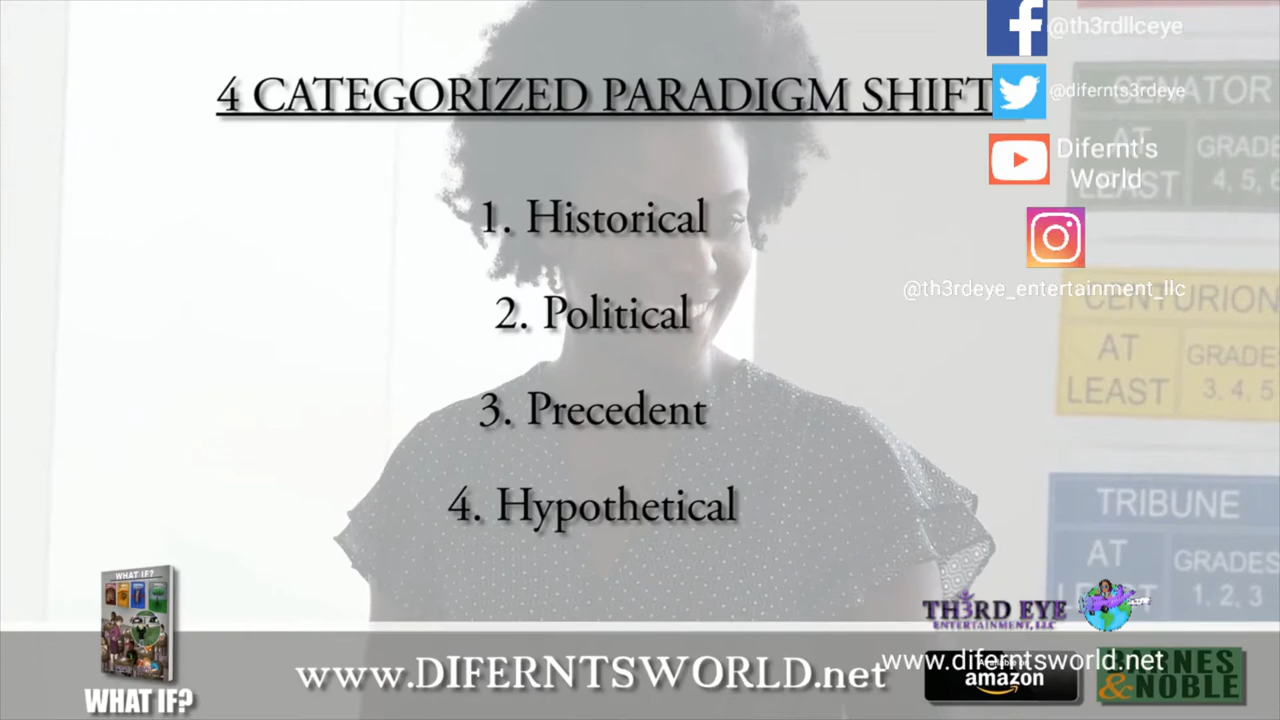 4 CATEGORIZED PARADIGM SHIFT
1. Historical
2. Political
3. Precedent
4. Hypothetical
@th3rdllceye
@difernts3rdeye
Difernt's
World
@th3rdeye_entertainment_llc
SENATOR
AT
LEAST
GRADE
4, 5, 6
CENTURION
AT
LEAST
GRADE
3, 4, 5
TRIBUNE
AT
LEAST
GRADES
1, 2, 3
WHAT IF?
WHAT IF?
www.DIFERNTSWORLD.net
TH3RD EYE
ENTERTAINMENT, LLC
www.diferntsworld.net
amazon
BARNES
&NOBLE